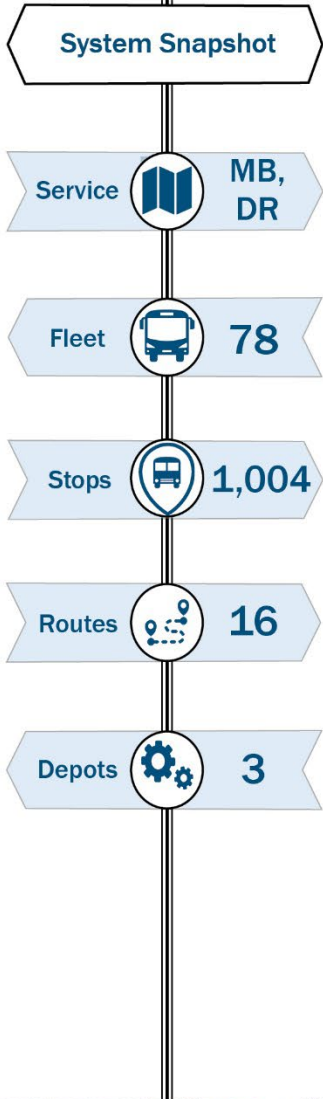 System Snapshot
Service MB,
DR
Fleet 78
Stops 1,004
Routes 16
Depots 3